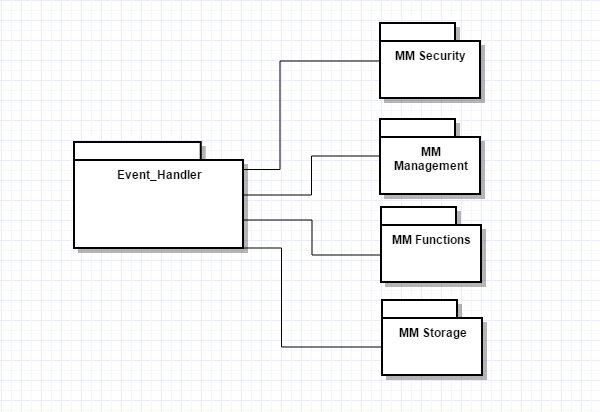 MM Security
MM
Management
Event_Handler
MM Functions
MM Storage